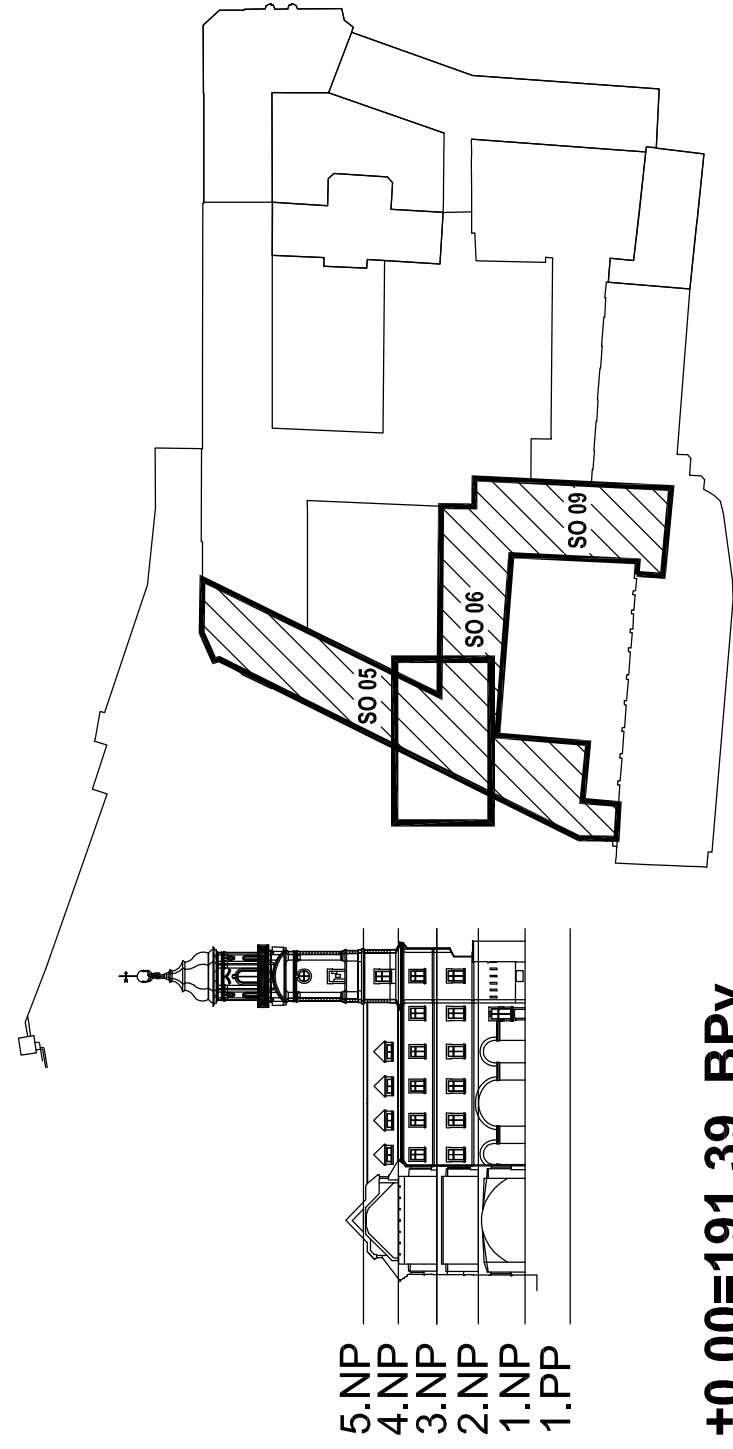 SO 05
SO 06
SO 09
5.NP
4.NP
3.NP
2.NP
1.NP
1.PP
±0,00=191,39 BPv